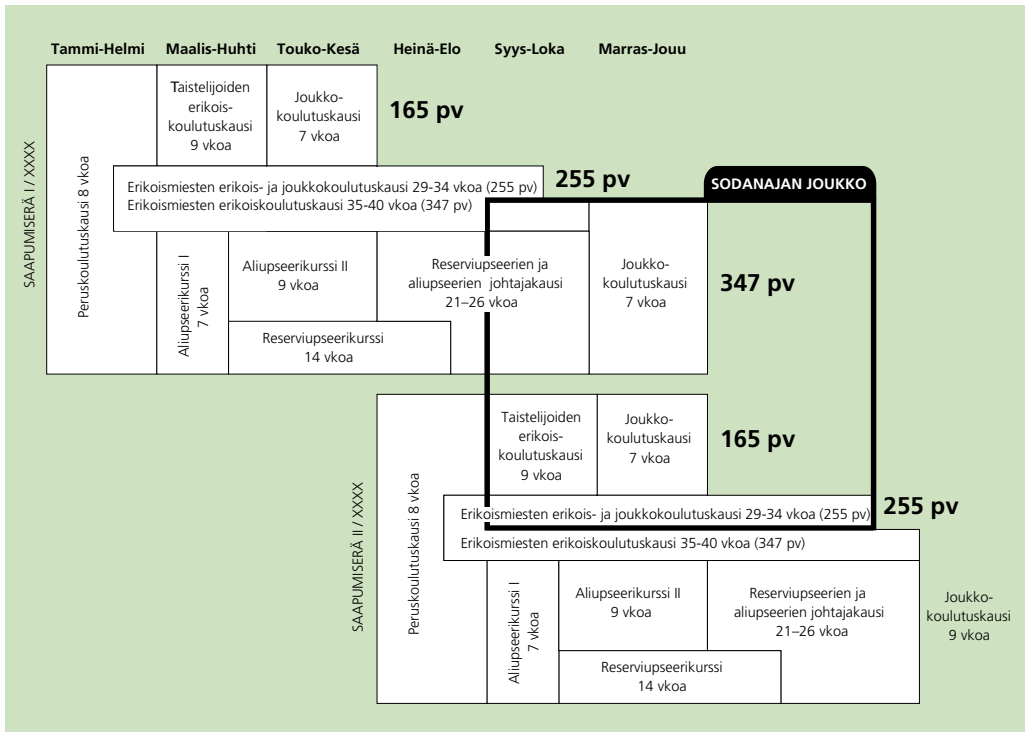 Tammi-Helmi Maalis-Huhti Touko-Kesä Heinä-Elo Syys-Loka Marras-Jouu
SAAPUMISERÄ I / XXXX
Peruskoulutuskausi 8 vkoa
Taistelijoiden
erikois-
koulutuskausi
9 vkoa
Joukko-
koulutuskausi
7 vkoa
165 pv
Erikoismiesten erikois- ja joukkokoulutuskausi 29-34 vkoa (255 pv)
Erikoismiesten erikoiskoulutuskausi 35-40 vkoa (347 pv)
255 pv
SODANAJAN JOUKKO
Aliupseerikurssi I
7 vkoa
Aliupseerikurssi II
9 vkoa
Reserviupseerikurssi
14 vkoa
Reserviupseerien ja
aliupseerien johtajakausi
21–26 vkoa
Joukko-
koulutuskausi
7 vkoa
347 pv
SAAPUMISERÄ II / XXXX
Peruskoulutuskausi 8 vkoa
Taistelijoiden
erikois-
koulutuskausi
9 vkoa
Joukko-
koulutuskausi
7 vkoa
165 pv
Erikoismiesten erikois- ja joukkokoulutuskausi 29-34 vkoa (255 pv)
255 pv
Erikoismiesten erikoiskoulutuskausi 35-40 vkoa (347 pv)
Aliupseerikurssi I
7 vkoa
Aliupseerikurssi II
9 vkoa
Reserviupseerikurssi
14 vkoa
Reserviupseerien ja
aliupseerien johtajakausi
21–26 vkoa
Joukko-
koulutuskausi
9 vkoa